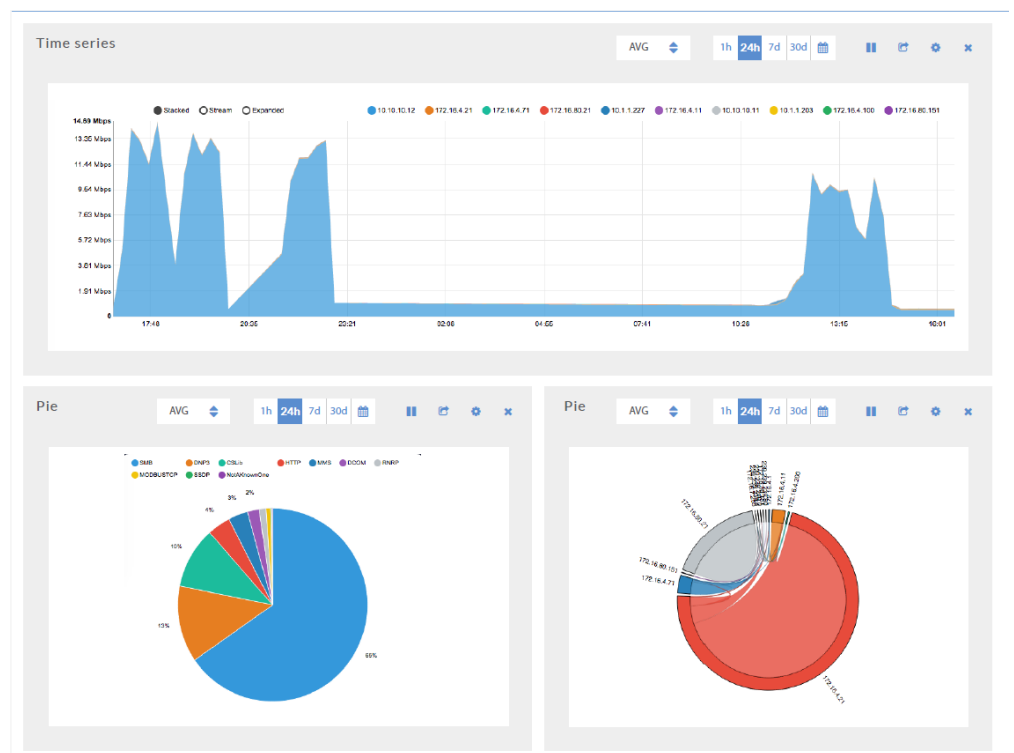 Time series
AVG 1h 24h 7d 30d
Stacked Stream Expanded 10.10.10.12 172.16.4.21 172.16.4.71 172.16.80.21 10.1.1.227 172.16.4.11 10.10.10.11 10.1.1.203 172.16.4.100 172.16.80.151
14.69 Mbps
13.35 Mbps
11.44 Mbps
9.54 Mbps
7.63 Mbps
5.72 Mbps
3.81 Mbps
1.91 Mbps
0
17:48 20:21 02:08 04:55 07:41 10:28 13:15 16:01
Pie
AVG 1h 24h 7d 30d
SMB DNP3 CSLib HTTP MMS DCOM RNRP
MODBUSTCP SSDP NotAKnownOne
2%
3%
4%
10%
13%
Pie
AVG 1h 24h 7d 30d
172.16.4.11
172.16.4.200
172.16.80.21
172.16.80.151
172.16.4.71
172.16.4.21